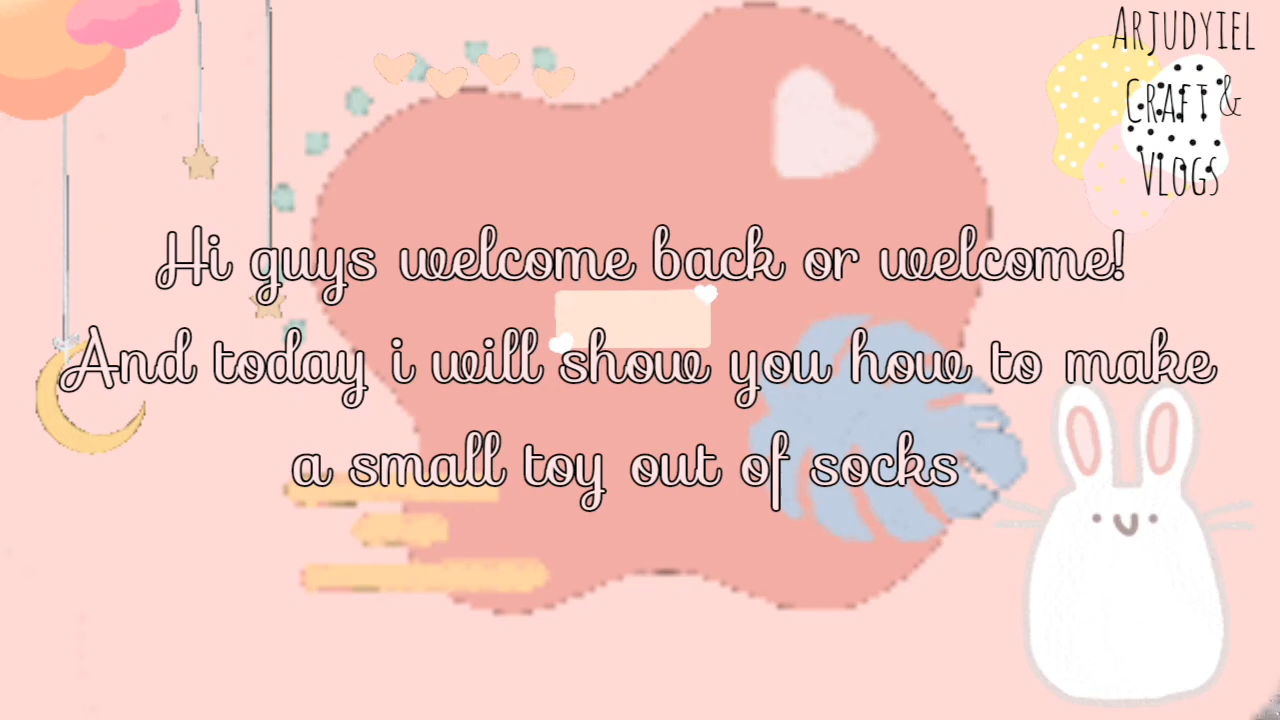 ARJUDYIEL
CRAFT &
VLOGS
Hi guys welcome back or welcome!
And today i will show you how to make
a small toy out of socks